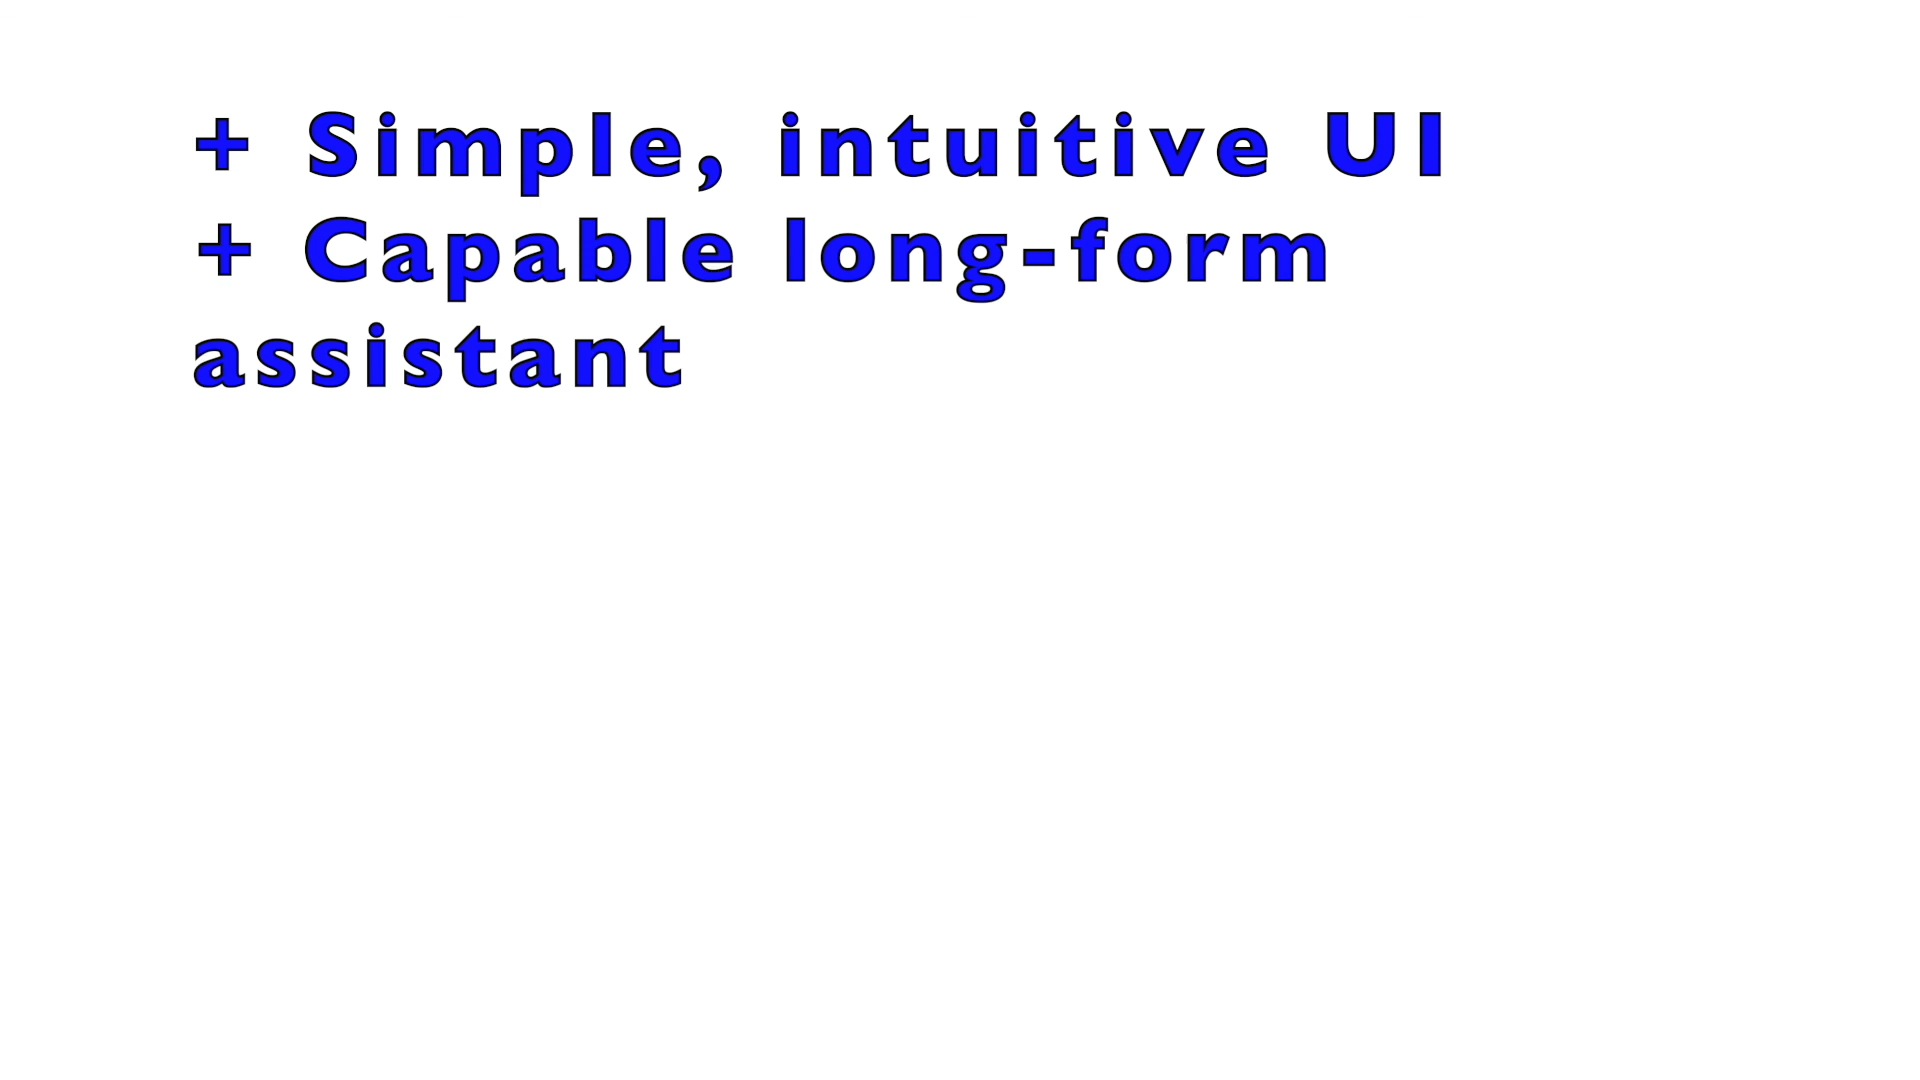 + Simple, intuitive UI
+ Capable long-form
assistant